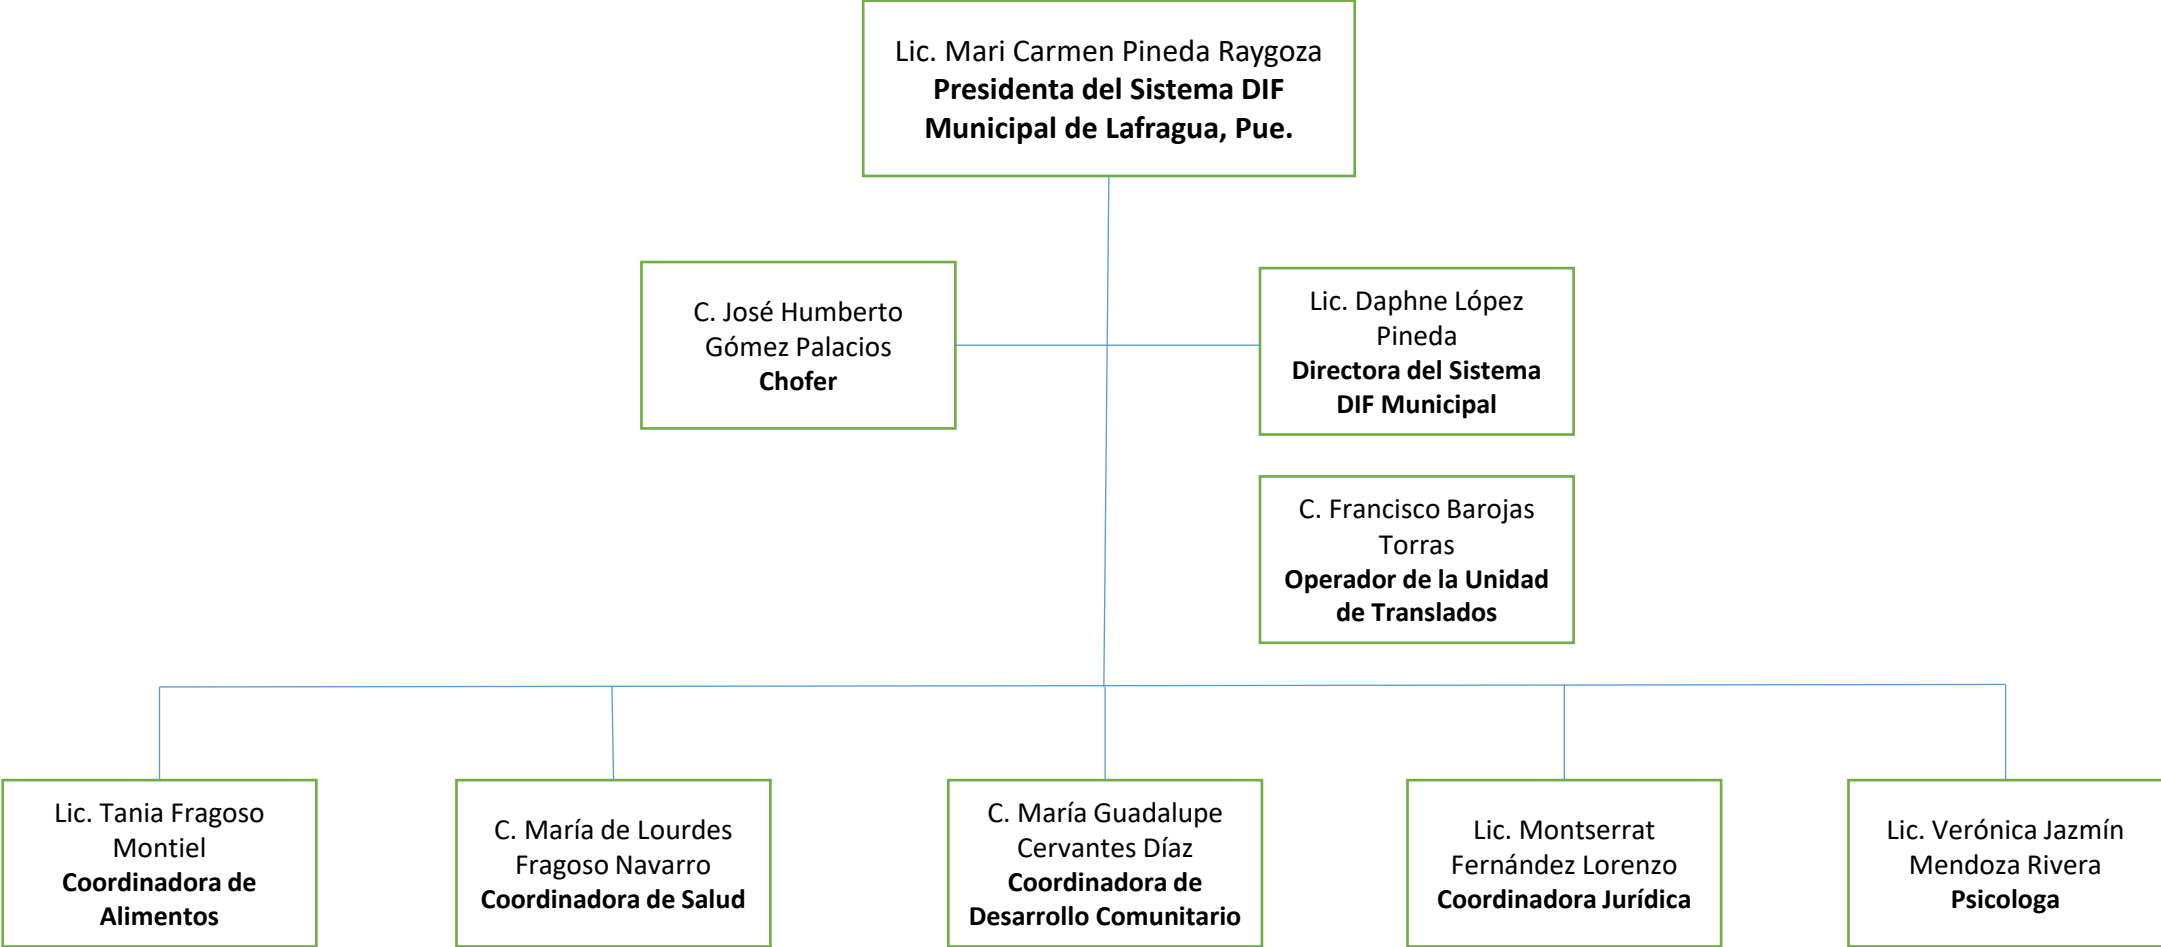 Lic. Mari Carmen Pineda Raygoza
Presidenta del Sistema DIF
Municipal de Lafragua, Pue.
C. José Humberto
Gómez Palacios
Chofer
Lic. Daphne López
Pineda
Directora del Sistema
DIF Municipal
C. Francisco Barojas
Torras
Operador de la Unidad
de Translados
Lic. Tania Fragoso
Montiel
Coordinadora de
Alimentos
C. María de Lourdes
Fragoso Navarro
Coordinadora de Salud
C. María Guadalupe
Cervantes Díaz
Coordinadora de
Desarrollo Comunitario
Lic. Montserrat
Fernández Lorenzo
Coordinadora Jurídica
Lic. Verónica Jazmín
Mendoza Rivera
Psicologa